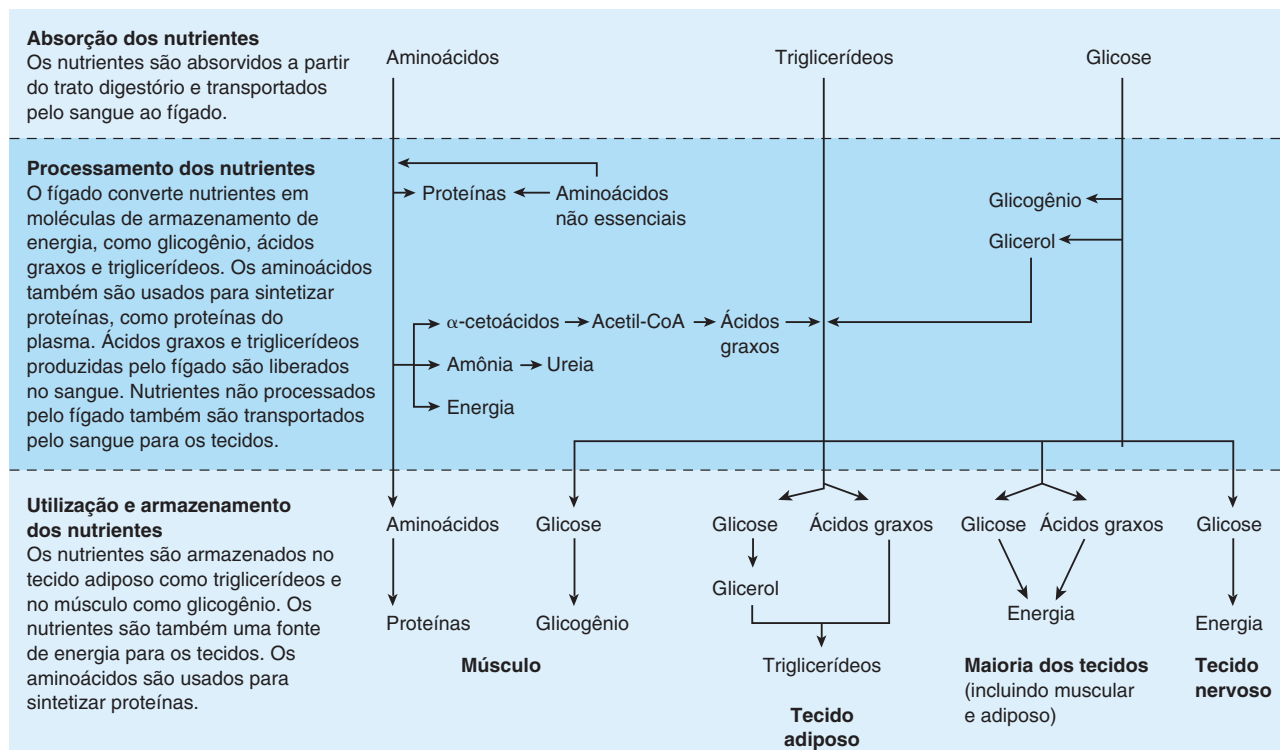 Absorção dos nutrientes
Os nutrientes são absorvidos a partir
do trato digestório e transportados
pelo sangue ao fígado.
Aminoácidos
Triglicerídeos
Glicose
Processamento dos nutrientes
O fígado converte nutrientes em
moléculas de armazenamento de
energia, como glicogênio, ácidos
graxos e triglicerídeos. Os aminoácidos
também são usados para sintetizar
proteínas, como proteínas do
plasma. Ácidos graxos e triglicerídeos
produzidas pelo fígado são liberados
no sangue. Nutrientes não processados
pelo fígado também são transportados
pelo sangue para os tecidos.
Proteínas
Aminoácidos
não essenciais
Glicogênio
Glicerol
α-cetoácidos
Acetil-CoA
Ácidos
graxos
Amônia
Ureia
Energia
Utilização e armazenamento
dos nutrientes
Os nutrientes são armazenados no
tecido adiposo como triglicerídeos e
no músculo como glicogênio. Os
nutrientes são também uma fonte
de energia para os tecidos. Os
aminoácidos são usados para
sintetizar proteínas.
Aminoácidos
Glicose
Glicose
Ácidos graxos
Glicose
Ácidos graxos
Glicose
Glicerol
Proteínas
Glicogênio
Energia
Energia
Músculo
Triglicerídeos
Tecido
adiposo
Maioria dos tecidos
(incluindo muscular
e adiposo)
Tecido
nervoso